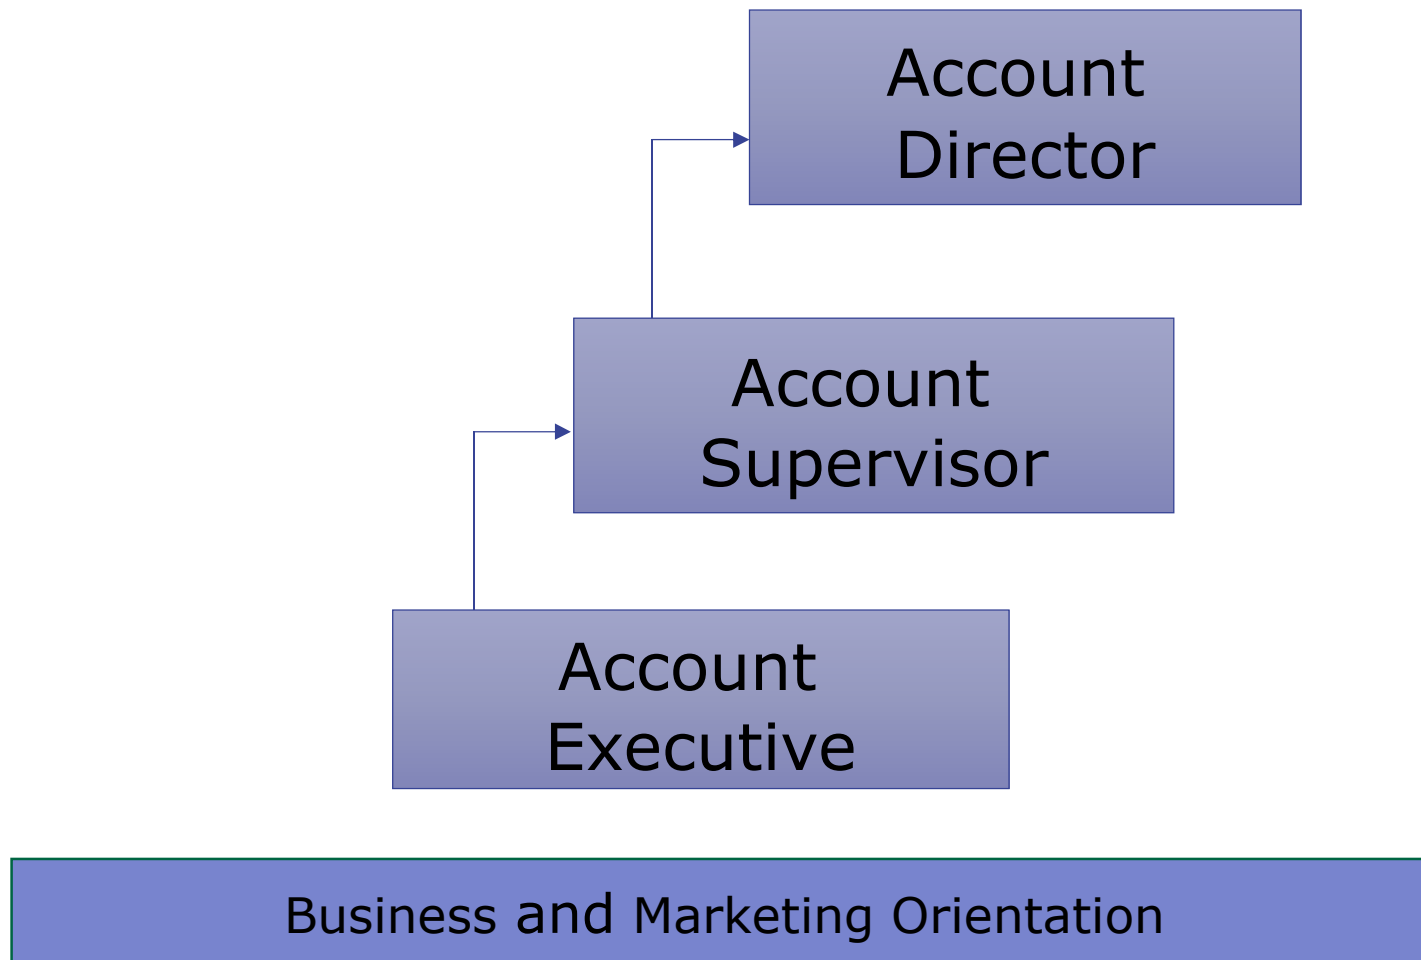 Account
Director
Account
Supervisor
Account
Executive
Business and Marketing Orientation